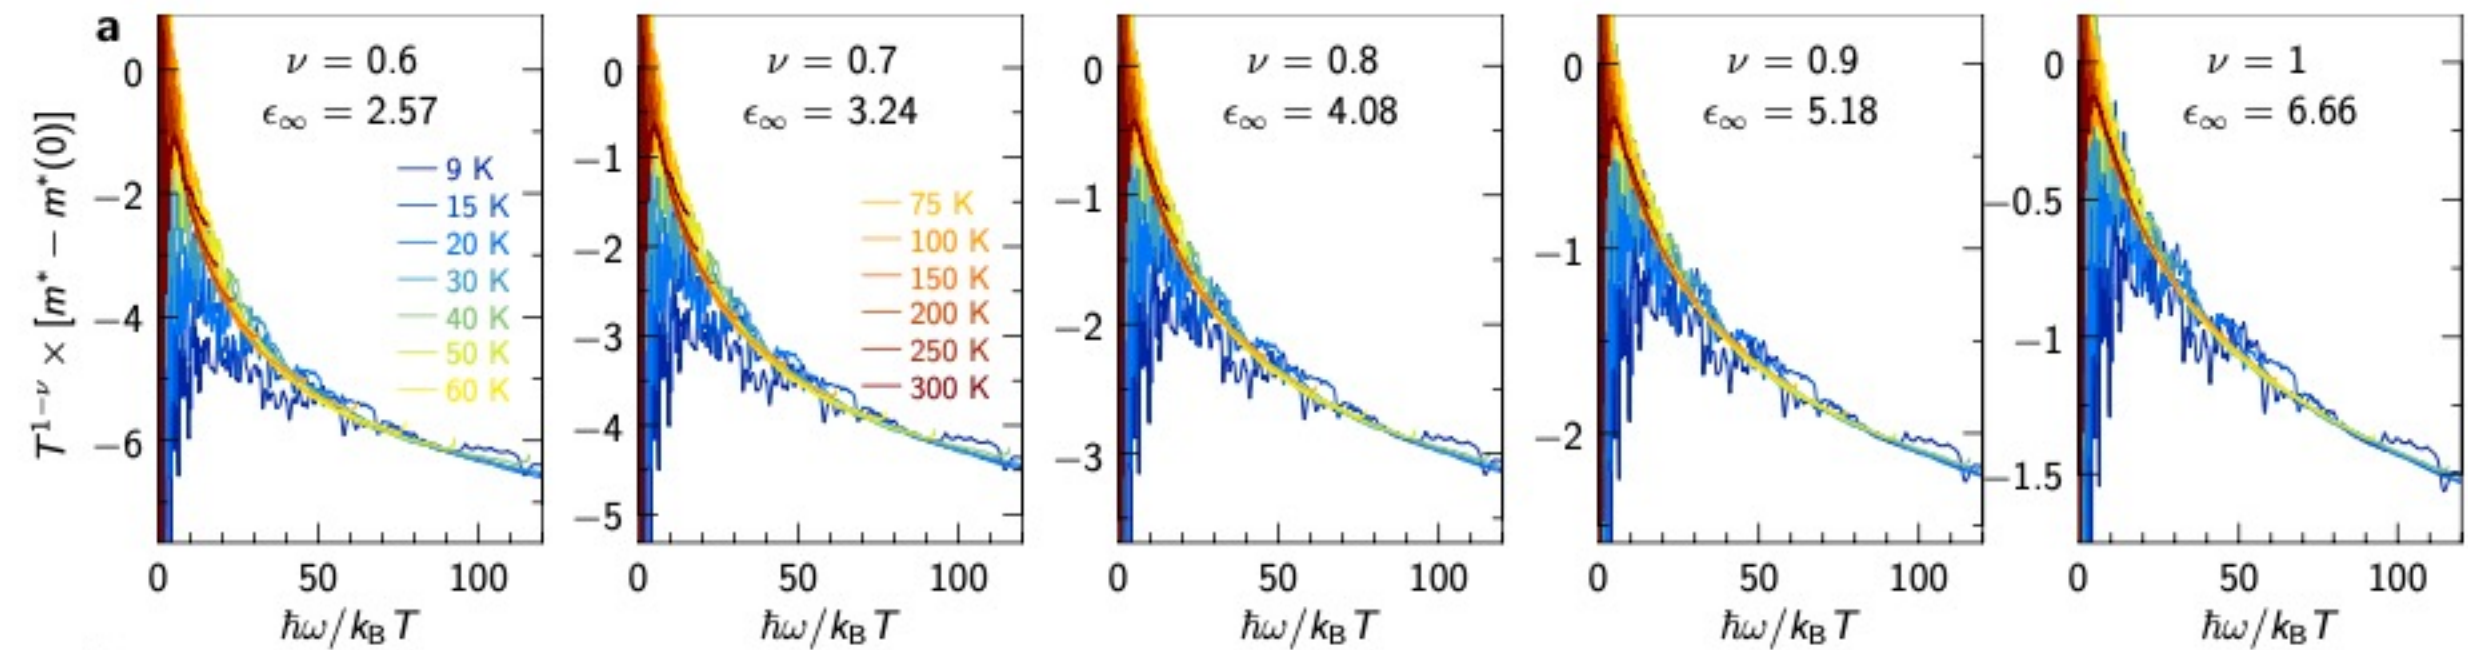 a
T^{1−ν} × [m* − m*(0)]
0
−2
−4
−6
ν = 0.6
ϵ∞ = 2.57
9 K
15 K
20 K
30 K
40 K
50 K
60 K
0 50 100
ħω/k_B T
0
−1
−2
−3
−4
−5
ν = 0.7
ϵ∞ = 3.24
75 K
100 K
150 K
200 K
250 K
300 K
0 50 100
ħω/k_B T
0
−1
−2
−3
ν = 0.8
ϵ∞ = 4.08
0 50 100
ħω/k_B T
0
−1
−2
ν = 0.9
ϵ∞ = 5.18
0 50 100
ħω/k_B T
0
−0.5
−1
−1.5
ν = 1
ϵ∞ = 6.66
0 50 100
ħω/k_B T